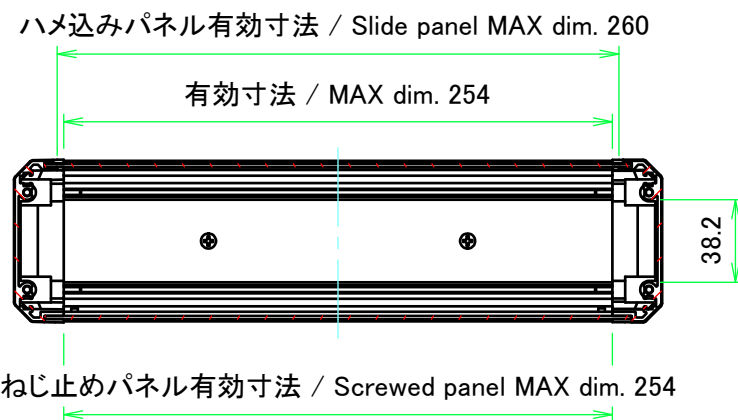 ハメ込みパネル有効寸法 / Slide panel MAX dim. 260
有効寸法 / MAX dim. 254
38.2
ねじ止めパネル有効寸法 / Screwed panel MAX dim. 254